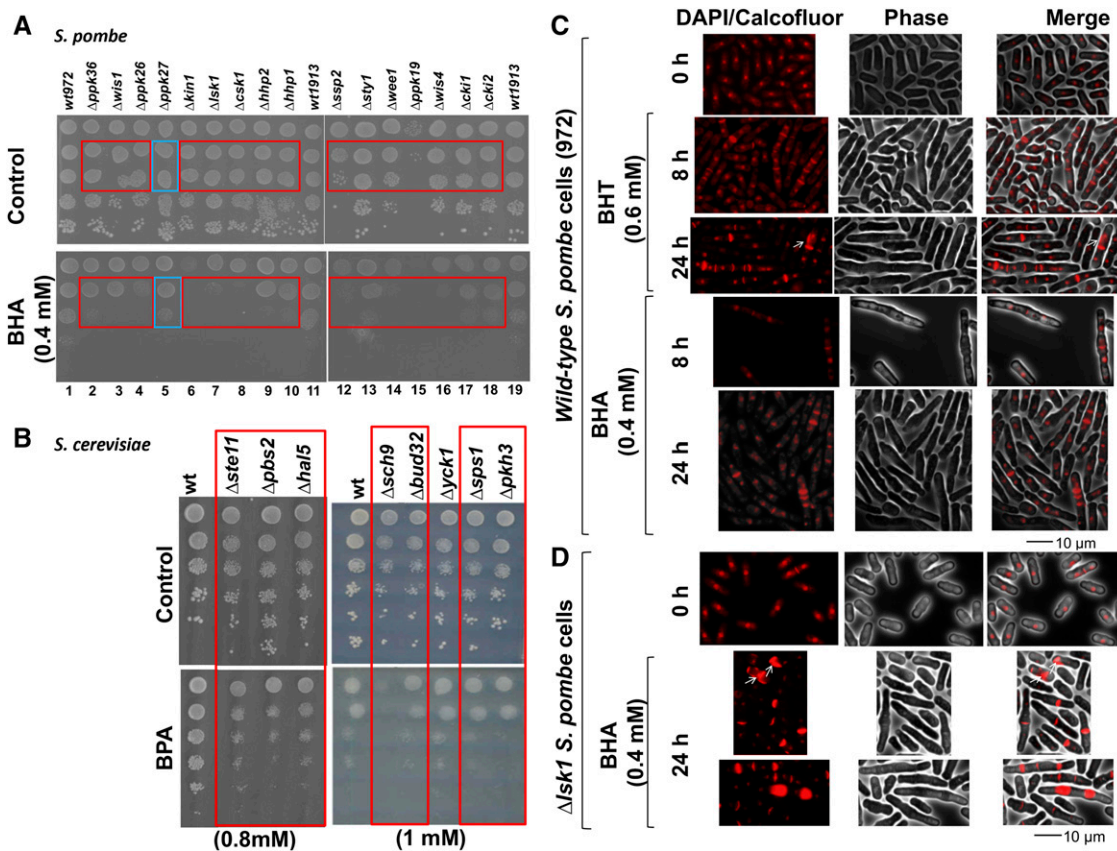 A
S. pombe
wt972
Δppk36
Δwis1
Δppk26
Δppk27
Δkin1
Δlsk1
Δcsk1
Δhhp2
Δhhp1
wt1913
Δssp2
Δsty1
Δwee1
Δppk19
Δwis4
Δcki1
Δcki2
wt1913
Control
BHA
(0.4 mM)
1 2 3 4 5 6 7 8 9 10 11 12 13 14 15 16 17 18 19
B
S. cerevisiae
wt
Δste11
Δpbs2
Δhal5
wt
Δsch9
Δbud32
Δyck1
Δsps1
Δpkh3
Control
BPA
(0.8mM)
(1 mM)
C
DAPI/Calcofluor
Phase
Merge
Wild-type S. pombe cells (972)
0 h
BHT
(0.6 mM)
8 h
24 h
BHA
(0.4 mM)
8 h
24 h
10 µm
D
Δlsk1 S. pombe cells
0 h
BHA
(0.4 mM)
24 h
10 µm